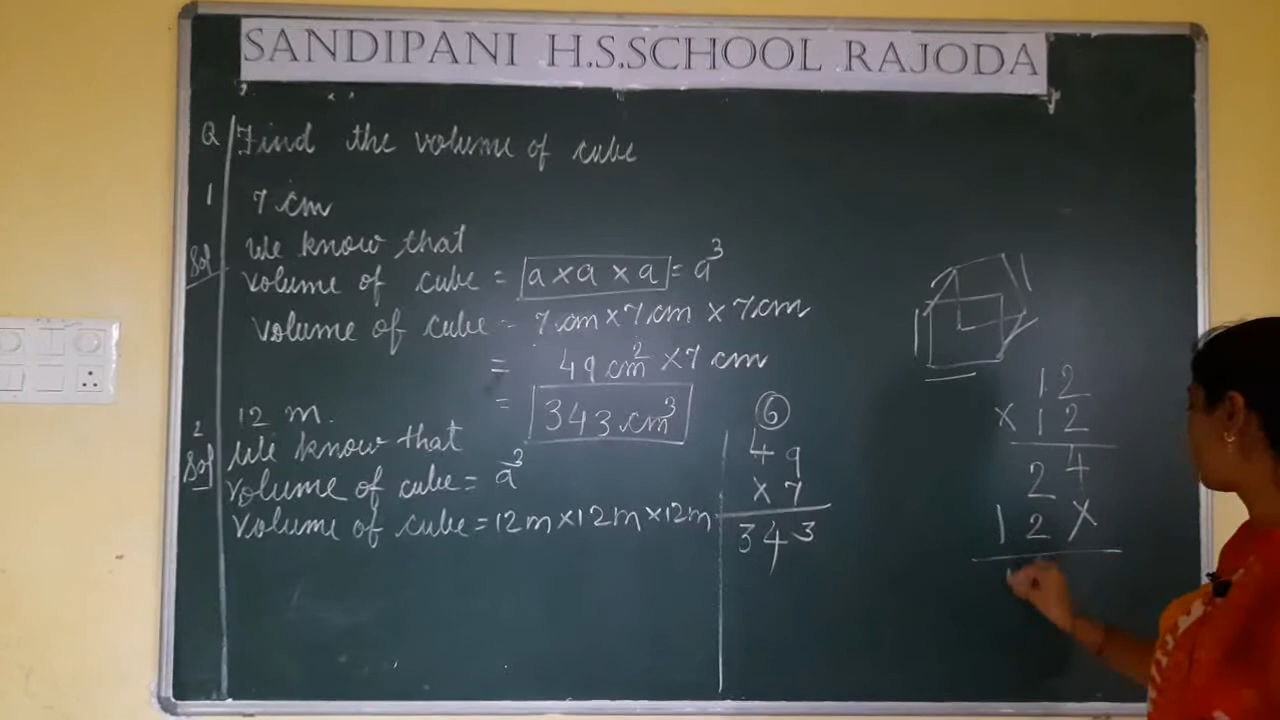 SANDIPANI H.S.SCHOOL RAJODA
Q Find the volume of cube
1 7 cm
Sol We know that
volume of cube = a × a × a = a³
volume of cube = 7 cm × 7 cm × 7 cm
= 49 cm² × 7 cm
= 343 cm³
2 12 m.
Sol We know that
volume of cube = a³
volume of cube = 12m × 12m × 12m
6
49
× 7
343
12
× 12
24
12×